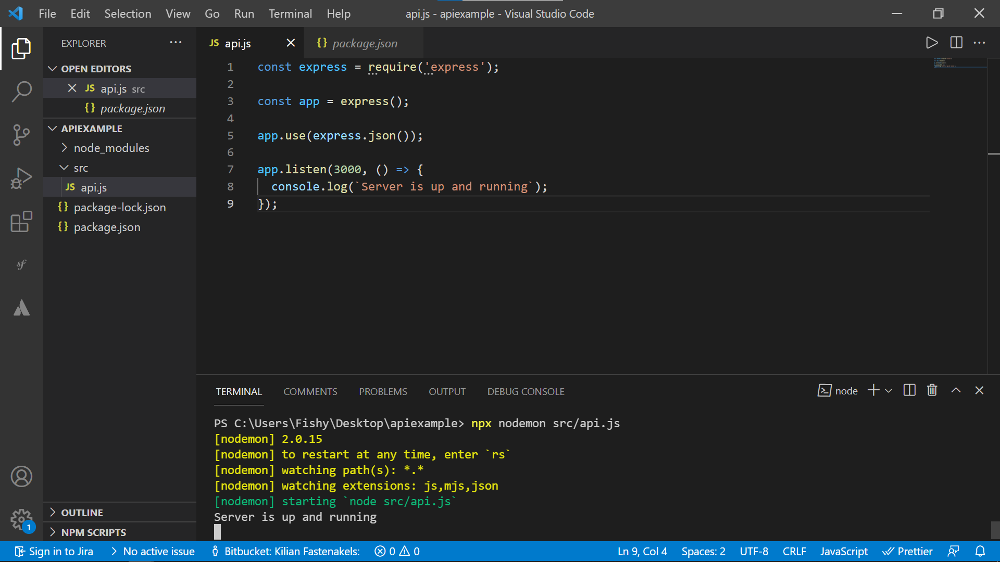 File Edit Selection View Go Run Terminal Help api.js - apiexample - Visual Studio Code
EXPLORER
OPEN EDITORS
JS api.js src
{} package.json
APIEXAMPLE
node_modules
src
JS api.js
{} package-lock.json
{} package.json
OUTLINE
NPM SCRIPTS
sf
1
JS api.js {} package.json
1 const express = require('express');
2
3 const app = express();
4
5 app.use(express.json());
6
7 app.listen(3000, () => {
8 console.log(`Server is up and running`);
9 });
TERMINAL COMMENTS PROBLEMS OUTPUT DEBUG CONSOLE node
PS C:\Users\Fishy\Desktop\apiexample> npx nodemon src/api.js
[nodemon] 2.0.15
[nodemon] to restart at any time, enter `rs`
[nodemon] watching path(s): *.*
[nodemon] watching extensions: js,mjs,json
[nodemon] starting `node src/api.js`
Server is up and running
Sign in to Jira No active issue Bitbucket: Kilian Fastenakels: 0 0 Ln 9, Col 4 Spaces: 2 UTF-8 CRLF JavaScript Prettier